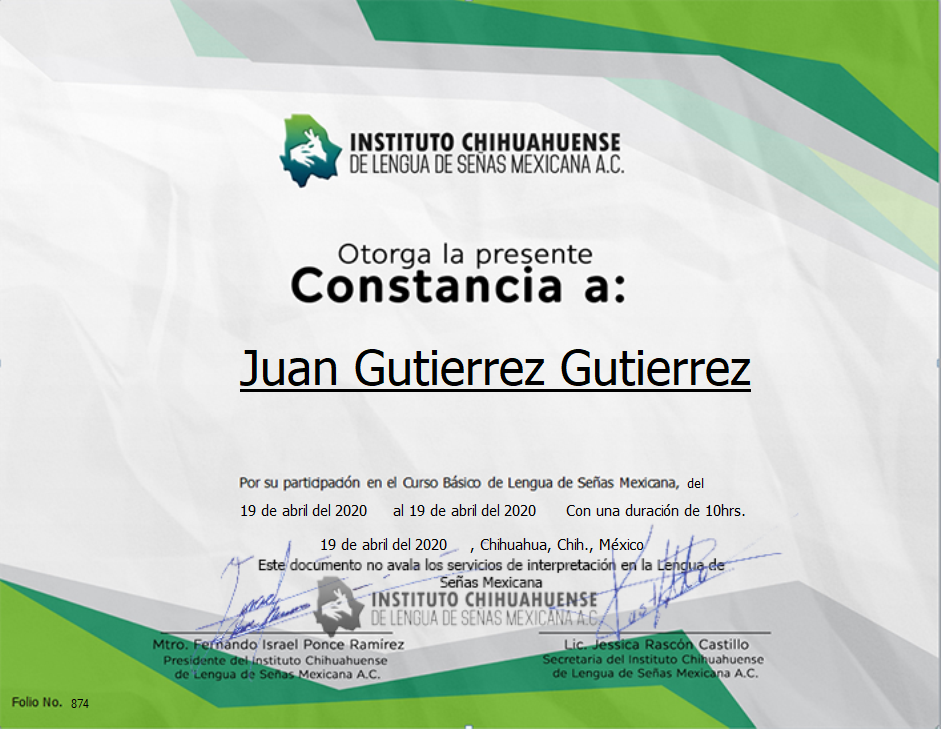 INSTITUTO CHIHUAHUENSE
DE LENGUA DE SEÑAS MEXICANA A.C.
Otorga la presente
Constancia a:
Juan Gutierrez Gutierrez
Por su participación en el Curso Básico de Lengua de Señas Mexicana, del
19 de abril del 2020 al 19 de abril del 2020 Con una duración de 10hrs.
19 de abril del 2020 , Chihuahua, Chih., México
Este documento no avala los servicios de interpretación en la Lengua de
Señas Mexicana
INSTITUTO CHIHUAHUENSE
DE LENGUA DE SEÑAS MEXICANA A.C.
Mtro. Fernando Israel Ponce Ramírez
Presidente del Instituto Chihuahuense
de Lengua de Señas Mexicana A.C.
Lic. Jessica Rascón Castillo
Secretaria del Instituto Chihuahuense
de Lengua de Señas Mexicana A.C.
Folio No. 874